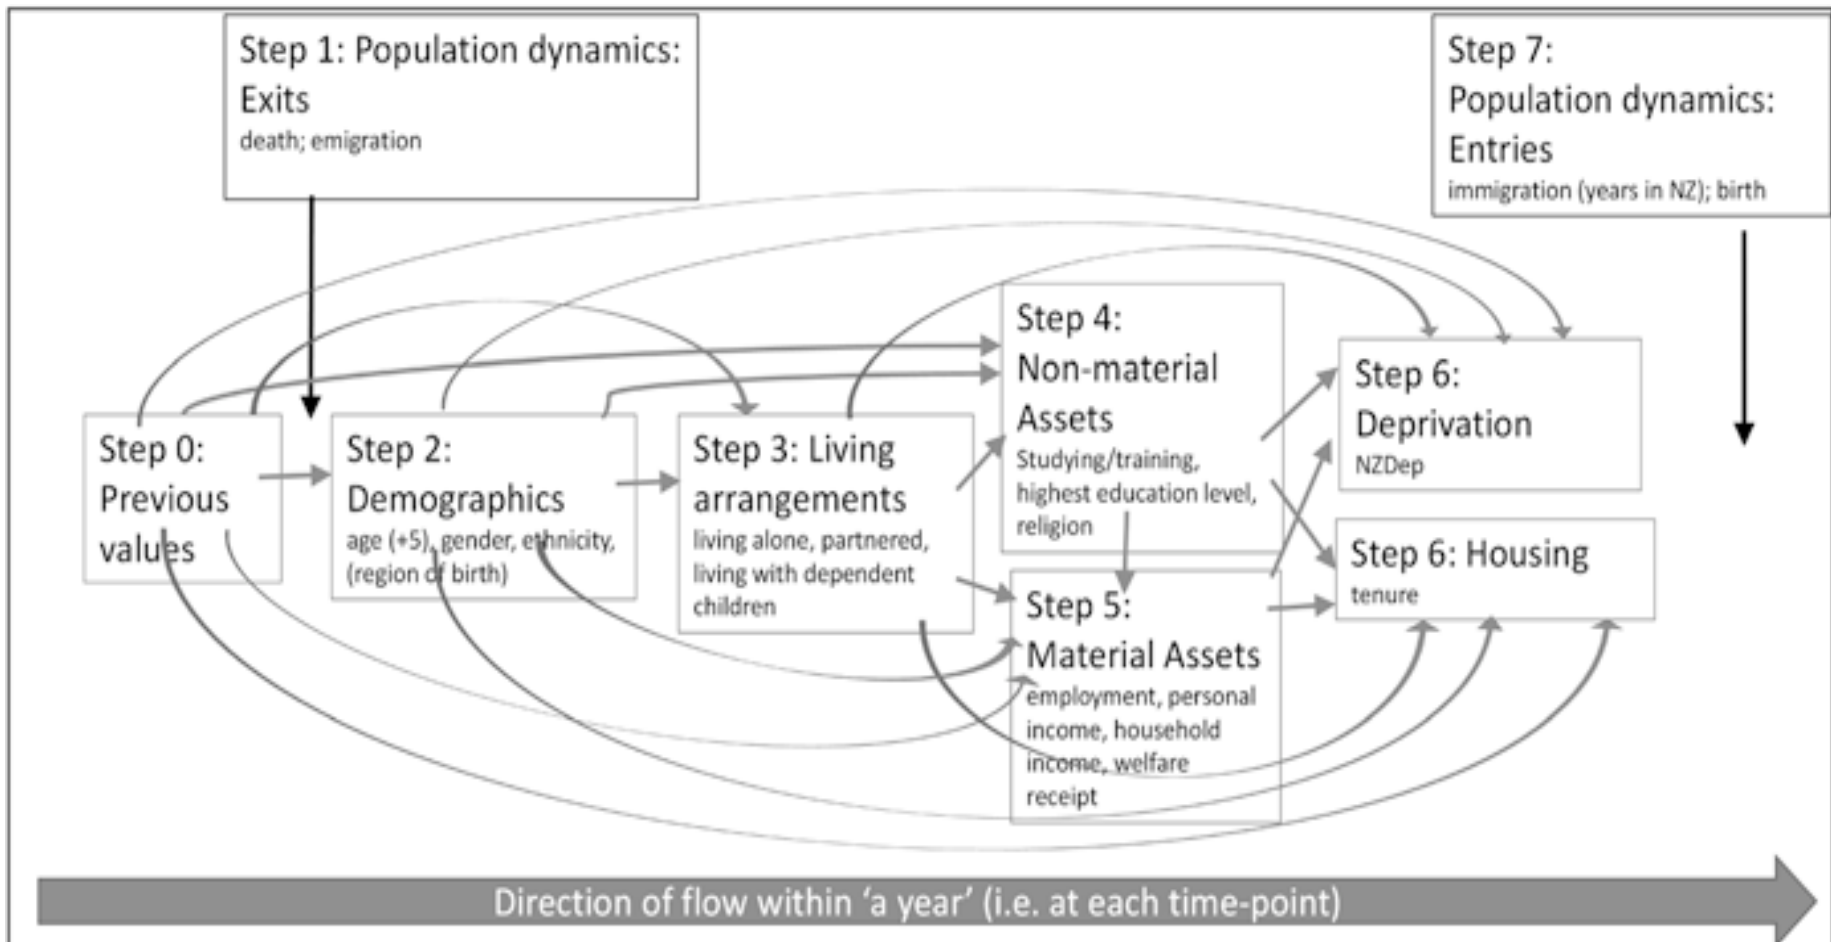 Step 1: Population dynamics:
Exits
death; emigration
Step 7:
Population dynamics:
Entries
immigration (years in NZ); birth
Step 0:
Previous
values
Step 2:
Demographics
age (+5), gender, ethnicity,
(region of birth)
Step 3: Living
arrangements
living alone, partnered,
living with dependent
children
Step 4:
Non-material
Assets
Studying/training,
highest education level,
religion
Step 5:
Material Assets
employment, personal
income, household
income, welfare
receipt
Step 6:
Deprivation
NZDep
Step 6: Housing
tenure
Direction of flow within ‘a year’ (i.e. at each time-point)